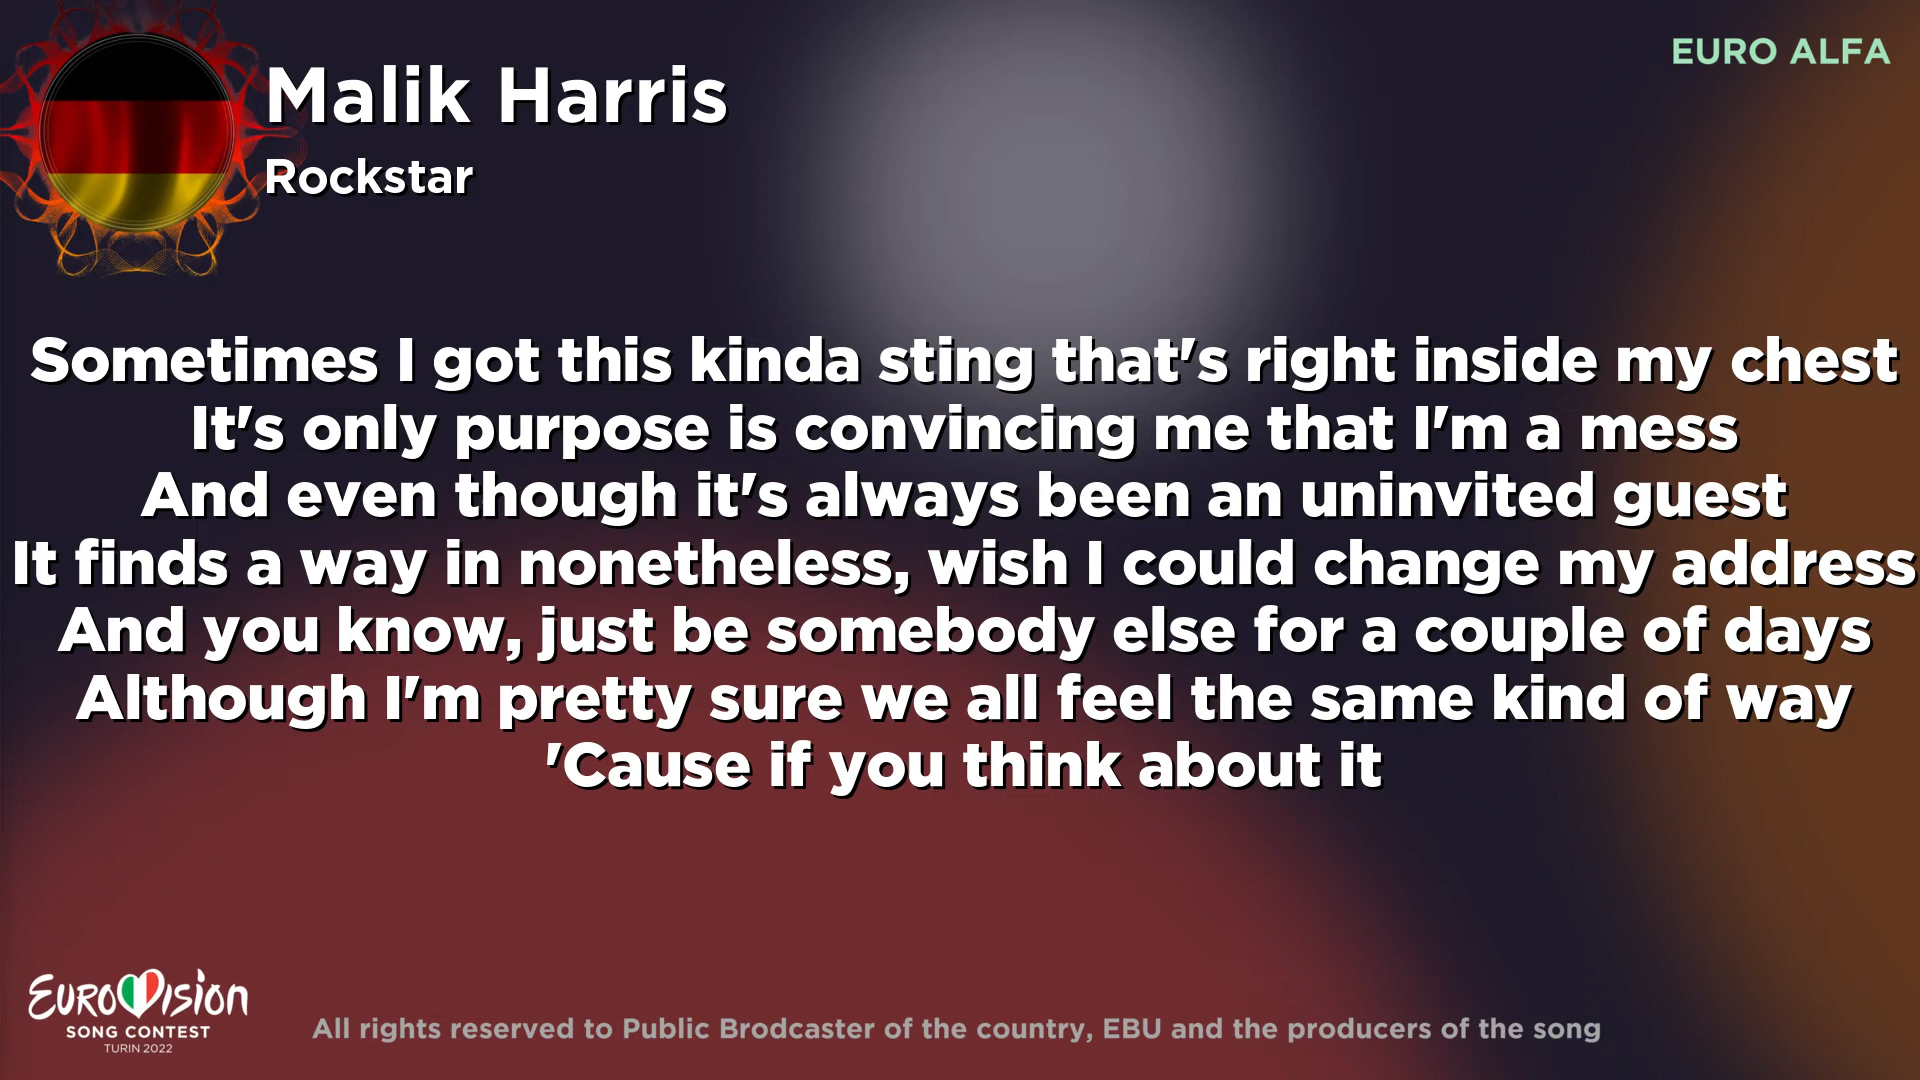 Malik Harris
Rockstar
EURO ALFA
Sometimes I got this kinda sting that's right inside my chest
It's only purpose is convincing me that I'm a mess
And even though it's always been an uninvited guest
It finds a way in nonetheless, wish I could change my address
And you know, just be somebody else for a couple of days
Although I'm pretty sure we all feel the same kind of way
'Cause if you think about it
EUROVISION
SONG CONTEST
TURIN 2022
All rights reserved to Public Brodcaster of the country, EBU and the producers of the song